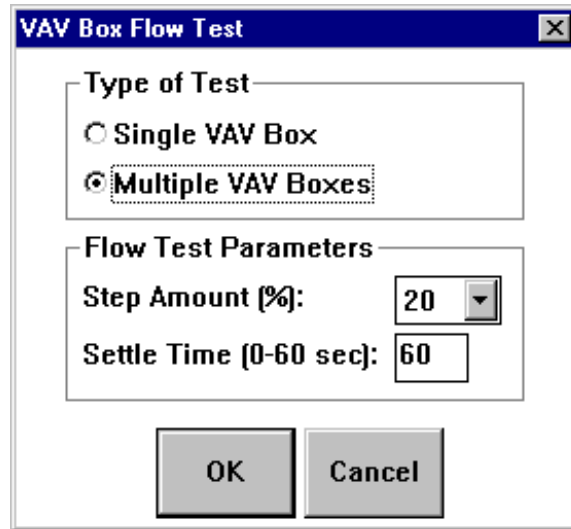 VAV Box Flow Test
Type of Test
Single VAV Box
Multiple VAV Boxes
Flow Test Parameters
Step Amount (%): 20
Settle Time (0-60 sec): 60
OK Cancel